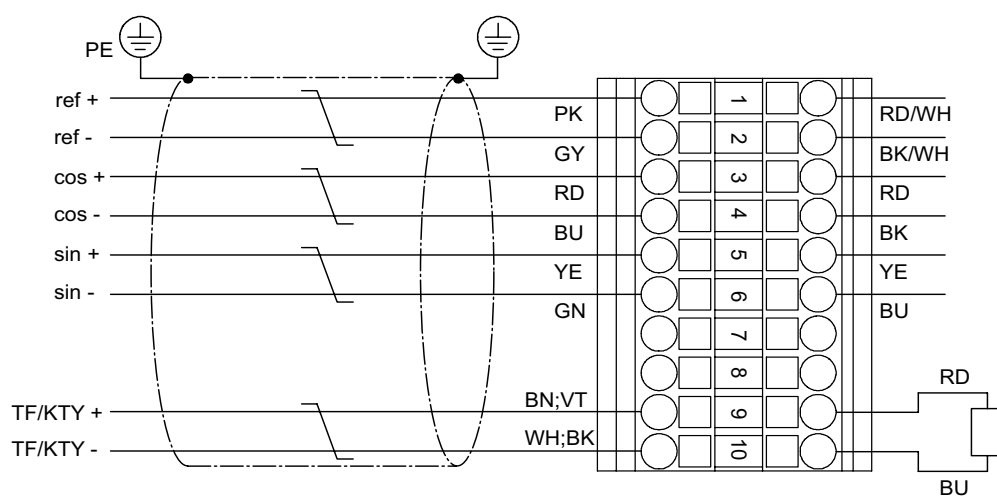 PE
ref + PK 1 RD/WH
ref - GY 2 BK/WH
cos + RD 3 RD
cos - BU 4 BK
sin + YE 5 YE
sin - GN 6 BU
7
8
RD
TF/KTY + BN;VT 9
TF/KTY - WH;BK 10
BU